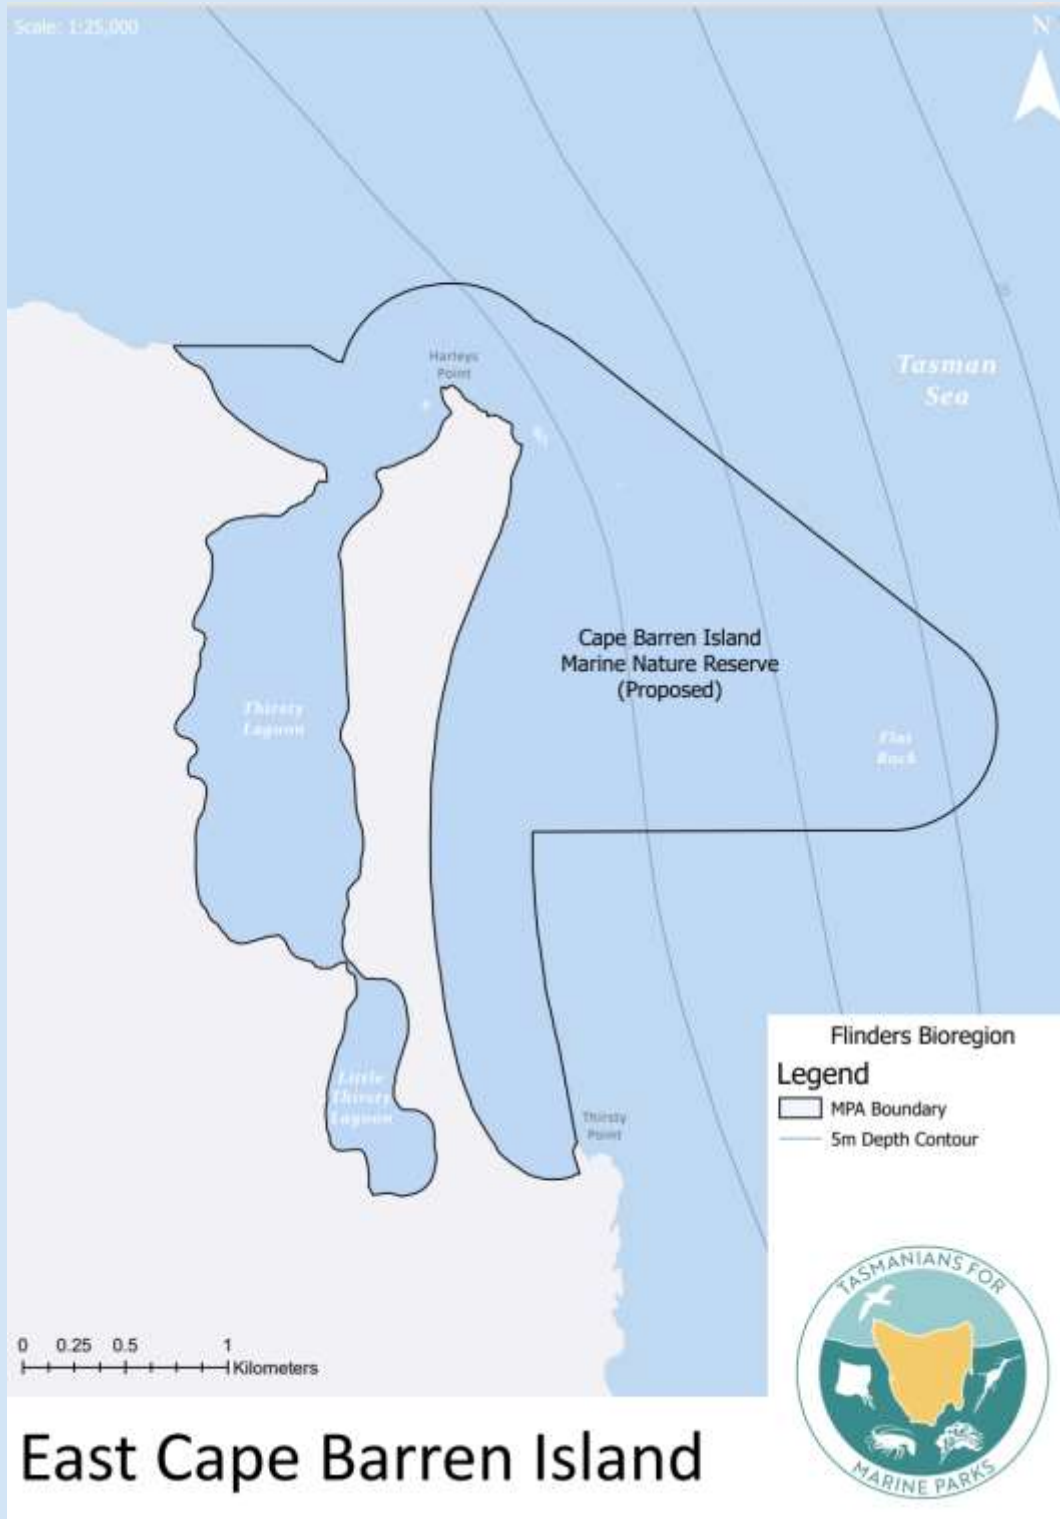 Scale: 1:25,000
N
Harleys
Point
Tasman
Sea
Cape Barren Island
Marine Nature Reserve
(Proposed)
Thirsty
Lagoon
Flat
Rock
Little
Thirsty
Lagoon
Thirsty
Point
Flinders Bioregion
Legend
MPA Boundary
5m Depth Contour
0 0.25 0.5 1
Kilometers
TASMANIANS FOR
MARINE PARKS
East Cape Barren Island